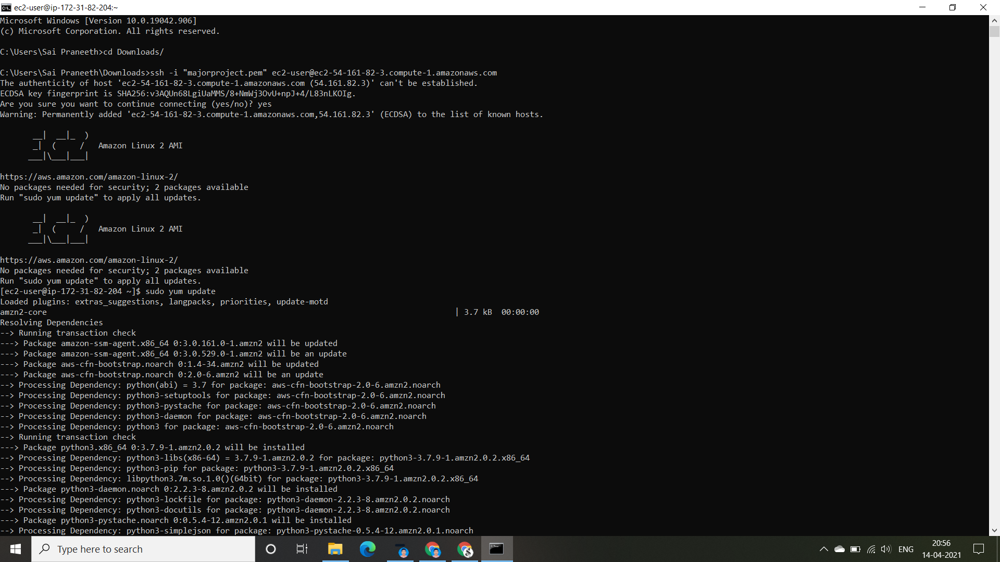 ec2-user@ip-172-31-82-204:~
Microsoft Windows [Version 10.0.19042.906]
(c) Microsoft Corporation. All rights reserved.
C:\Users\Sai Praneeth>cd Downloads/
C:\Users\Sai Praneeth\Downloads>ssh -i "majorproject.pem" ec2-user@ec2-54-161-82-3.compute-1.amazonaws.com
The authenticity of host 'ec2-54-161-82-3.compute-1.amazonaws.com (54.161.82.3)' can't be established.
ECDSA key fingerprint is SHA256:v3AQUn68LgiUaMMS/8+NmWj3OvU+npJ+4/L83nLKOIg.
Are you sure you want to continue connecting (yes/no)? yes
Warning: Permanently added 'ec2-54-161-82-3.compute-1.amazonaws.com,54.161.82.3' (ECDSA) to the list of known hosts.
       __|  __|_  )
       _|  (     /   Amazon Linux 2 AMI
      ___|\___|___|
https://aws.amazon.com/amazon-linux-2/
No packages needed for security; 2 packages available
Run "sudo yum update" to apply all updates.
       __|  __|_  )
       _|  (     /   Amazon Linux 2 AMI
      ___|\___|___|
https://aws.amazon.com/amazon-linux-2/
No packages needed for security; 2 packages available
Run "sudo yum update" to apply all updates.
[ec2-user@ip-172-31-82-204 ~]$ sudo yum update
Loaded plugins: extras_suggestions, langpacks, priorities, update-motd
amzn2-core | 3.7 kB  00:00:00
Resolving Dependencies
--> Running transaction check
---> Package amazon-ssm-agent.x86_64 0:3.0.161.0-1.amzn2 will be updated
---> Package amazon-ssm-agent.x86_64 0:3.0.529.0-1.amzn2 will be an update
---> Package aws-cfn-bootstrap.noarch 0:1.4-34.amzn2 will be updated
---> Package aws-cfn-bootstrap.noarch 0:2.0-6.amzn2 will be an update
--> Processing Dependency: python(abi) = 3.7 for package: aws-cfn-bootstrap-2.0-6.amzn2.noarch
--> Processing Dependency: python3-setuptools for package: aws-cfn-bootstrap-2.0-6.amzn2.noarch
--> Processing Dependency: python3-pystache for package: aws-cfn-bootstrap-2.0-6.amzn2.noarch
--> Processing Dependency: python3-daemon for package: aws-cfn-bootstrap-2.0-6.amzn2.noarch
--> Processing Dependency: python3 for package: aws-cfn-bootstrap-2.0-6.amzn2.noarch
--> Running transaction check
---> Package python3.x86_64 0:3.7.9-1.amzn2.0.2 will be installed
--> Processing Dependency: python3-libs(x86-64) = 3.7.9-1.amzn2.0.2 for package: python3-3.7.9-1.amzn2.0.2.x86_64
--> Processing Dependency: python3-pip for package: python3-3.7.9-1.amzn2.0.2.x86_64
--> Processing Dependency: libpython3.7m.so.1.0()(64bit) for package: python3-3.7.9-1.amzn2.0.2.x86_64
---> Package python3-daemon.noarch 0:2.2.3-8.amzn2.0.2 will be installed
--> Processing Dependency: python3-lockfile for package: python3-daemon-2.2.3-8.amzn2.0.2.noarch
--> Processing Dependency: python3-docutils for package: python3-daemon-2.2.3-8.amzn2.0.2.noarch
---> Package python3-pystache.noarch 0:0.5.4-12.amzn2.0.1 will be installed
--> Processing Dependency: python3-simplejson for package: python3-pystache-0.5.4-12.amzn2.0.1.noarch
Type here to search
ENG
20:56
14-04-2021